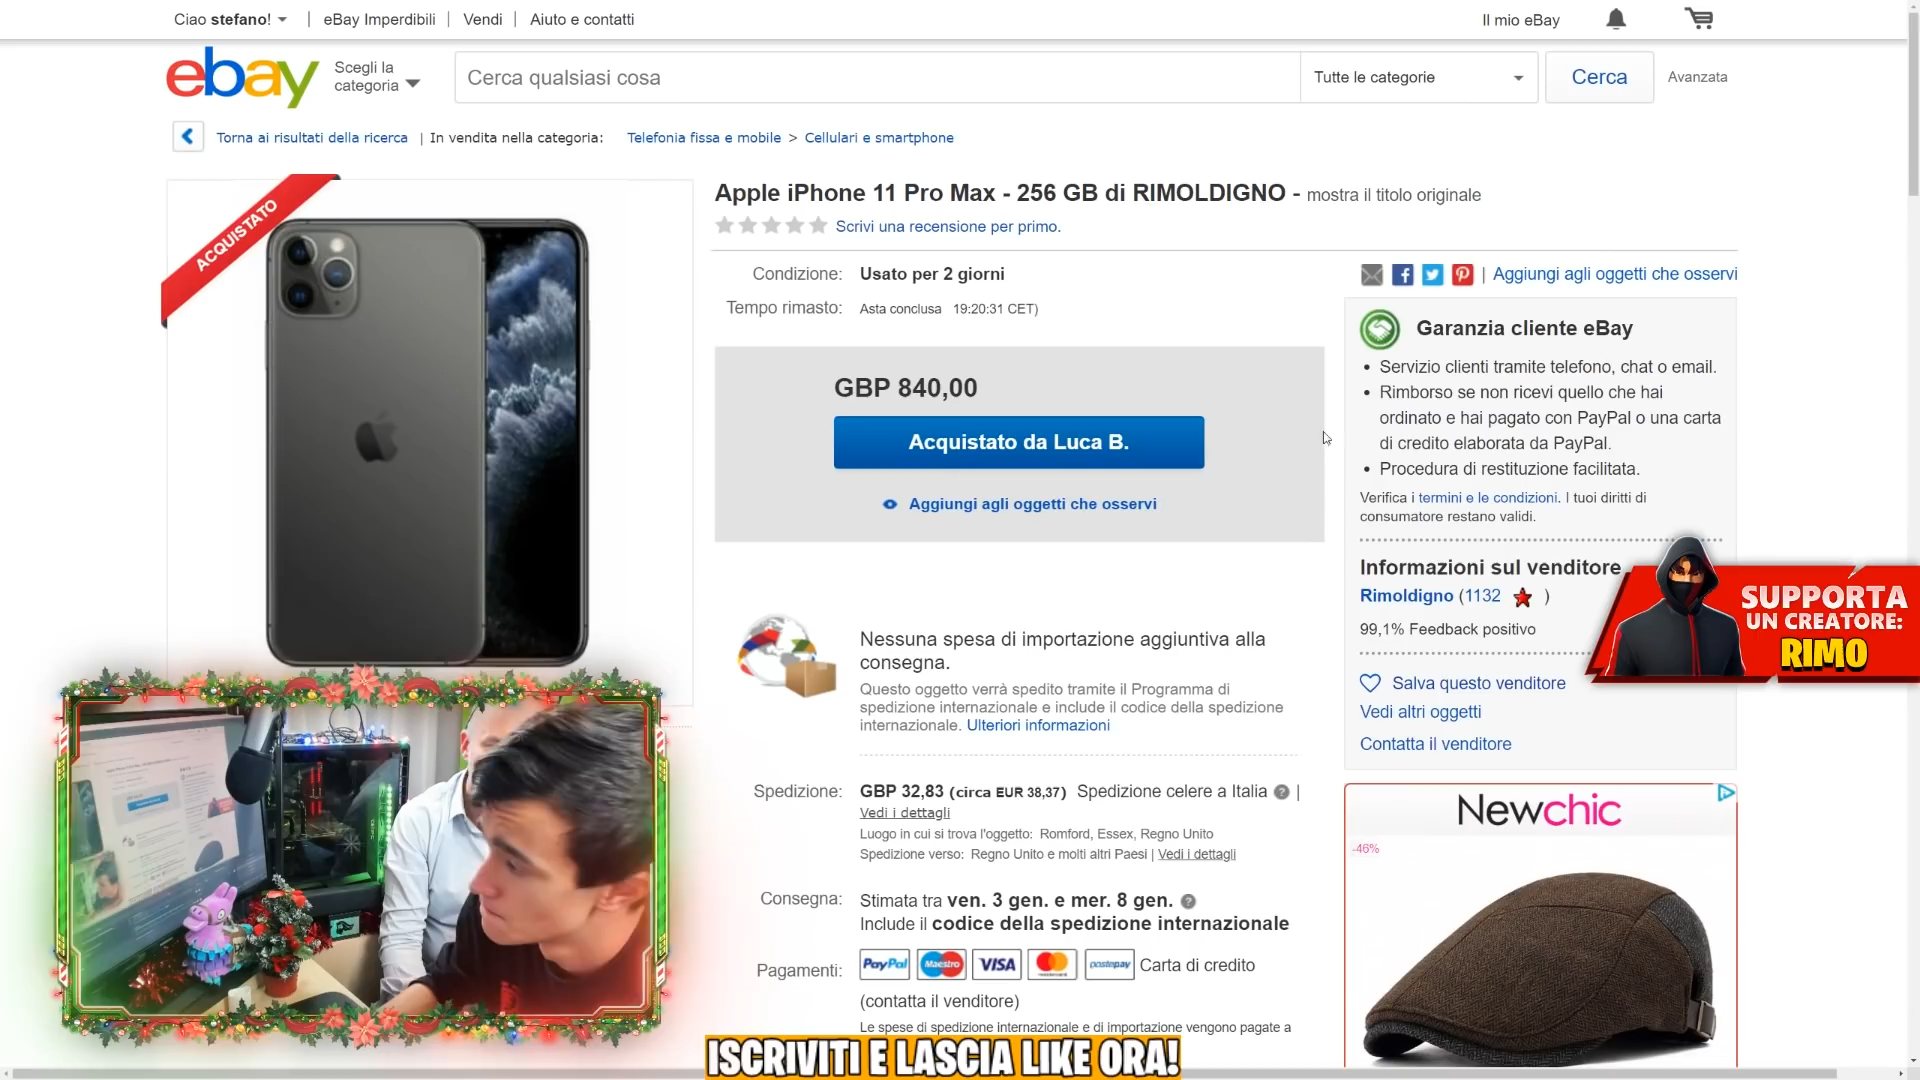 Ciao stefano! | eBay Imperdibili | Vendi | Aiuto e contatti
Il mio eBay
ebay
Scegli la
categoria
Cerca qualsiasi cosa
Tutte le categorie
Cerca
Avanzata
Torna ai risultati della ricerca | In vendita nella categoria: Telefonia fissa e mobile > Cellulari e smartphone
ACQUISTATO
Apple iPhone 11 Pro Max - 256 GB di RIMOLDIGNO - mostra il titolo originale
Scrivi una recensione per primo.
Condizione: Usato per 2 giorni
Tempo rimasto: Asta conclusa 19:20:31 CET)
GBP 840,00
Acquistato da Luca B.
Aggiungi agli oggetti che osservi
Nessuna spesa di importazione aggiuntiva alla
consegna.
Questo oggetto verrà spedito tramite il Programma di
spedizione internazionale e include il codice della spedizione
internazionale. Ulteriori informazioni
Spedizione: GBP 32,83 (circa EUR 38,37) Spedizione celere a Italia |
Vedi i dettagli
Luogo in cui si trova l'oggetto: Romford, Essex, Regno Unito
Spedizione verso: Regno Unito e molti altri Paesi | Vedi i dettagli
Consegna: Stimata tra ven. 3 gen. e mer. 8 gen.
Include il codice della spedizione internazionale
Pagamenti: PayPal Maestro VISA mastercard postepay Carta di credito
(contatta il venditore)
Le spese di spedizione internazionale e di importazione vengono pagate a
| Aggiungi agli oggetti che osservi
Garanzia cliente eBay
• Servizio clienti tramite telefono, chat o email.
• Rimborso se non ricevi quello che hai
ordinato e hai pagato con PayPal o una carta
di credito elaborata da PayPal.
• Procedura di restituzione facilitata.
Verifica i termini e le condizioni. I tuoi diritti di
consumatore restano validi.
Informazioni sul venditore
Rimoldigno (1132 )
99,1% Feedback positivo
Salva questo venditore
Vedi altri oggetti
Contatta il venditore
SUPPORTA
UN CREATORE:
RIMO
Newchic
-46%
ISCRIVITI E LASCIA LIKE ORA!